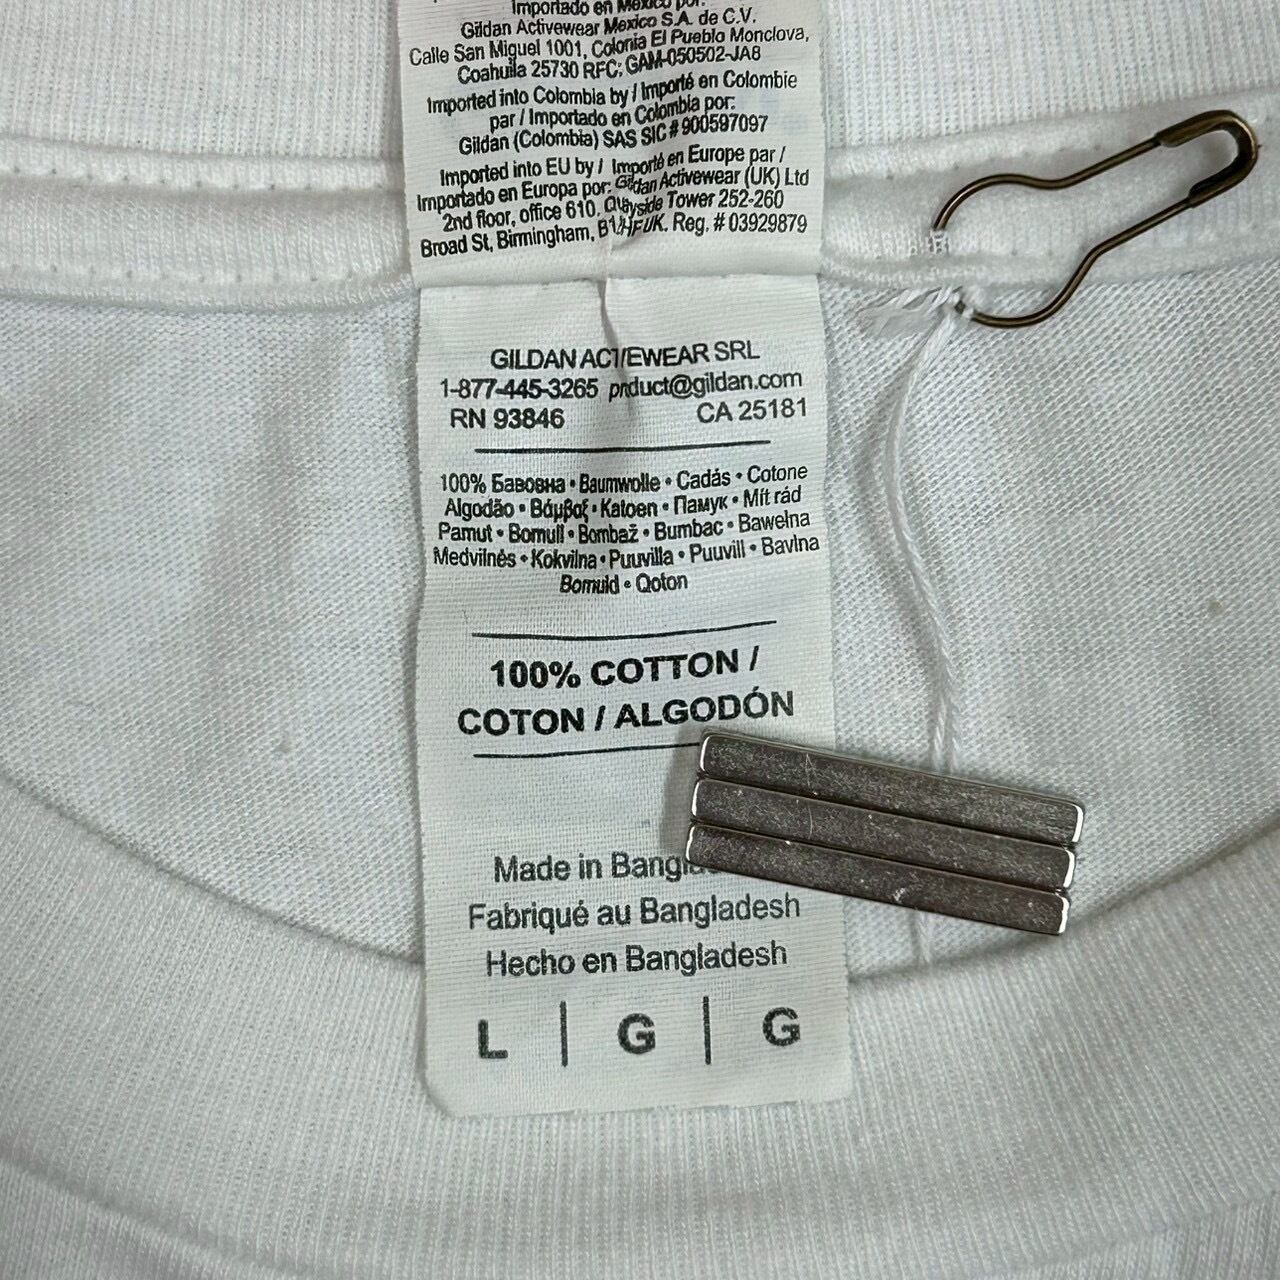 Importado en México por:
Gildan Activewear Mexico S.A. de C.V.
Calle San Miguel 1001, Colonia El Pueblo Monclova,
Coahuila 25730 RFC: GAM-050502-JA8
Imported into Colombia by / Importé en Colombie
par / Importado en Colombia por:
Gildan (Colombia) SAS SIC # 900597097
Imported into EU by / Importé en Europe par /
Importado en Europa por: Gildan Activewear (UK) Ltd
2nd floor, office 610, Quayside Tower 252-260
Broad St, Birmingham, UK. Reg. # 03929879
GILDAN ACTIVEWEAR SRL
1-877-445-3265 product@gildan.com
RN 93846 CA 25181
100% Бавовна • Baumwolle • Cadás • Cotone
Algodão • Βάμβαξ • Katoen • Памук • Mít rád
Pamut • Bomull • Bombaž • Bumbac • Bawełna
Medvilnės • Kokvilna • Puuvilla • Puuvill • Bavlna
Bomuld • Qoton
100% COTTON /
COTON / ALGODÓN
Made in Bangla
Fabriqué au Bangladesh
Hecho en Bangladesh
L | G | G